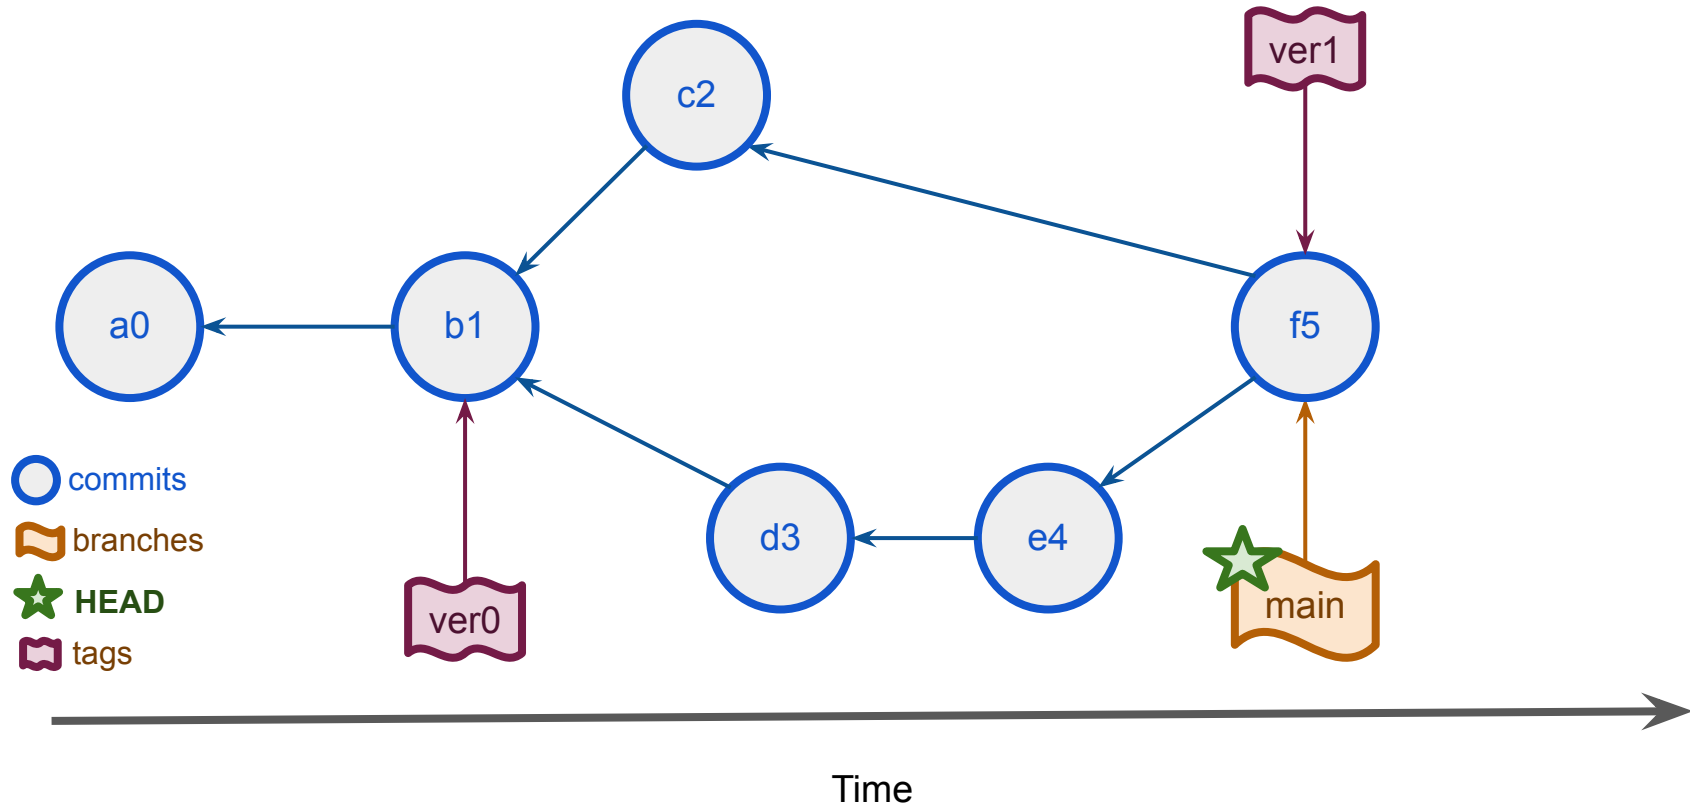 ver1
c2
a0
b1
f5
d3
e4
ver0
main
commits
branches
HEAD
tags
Time